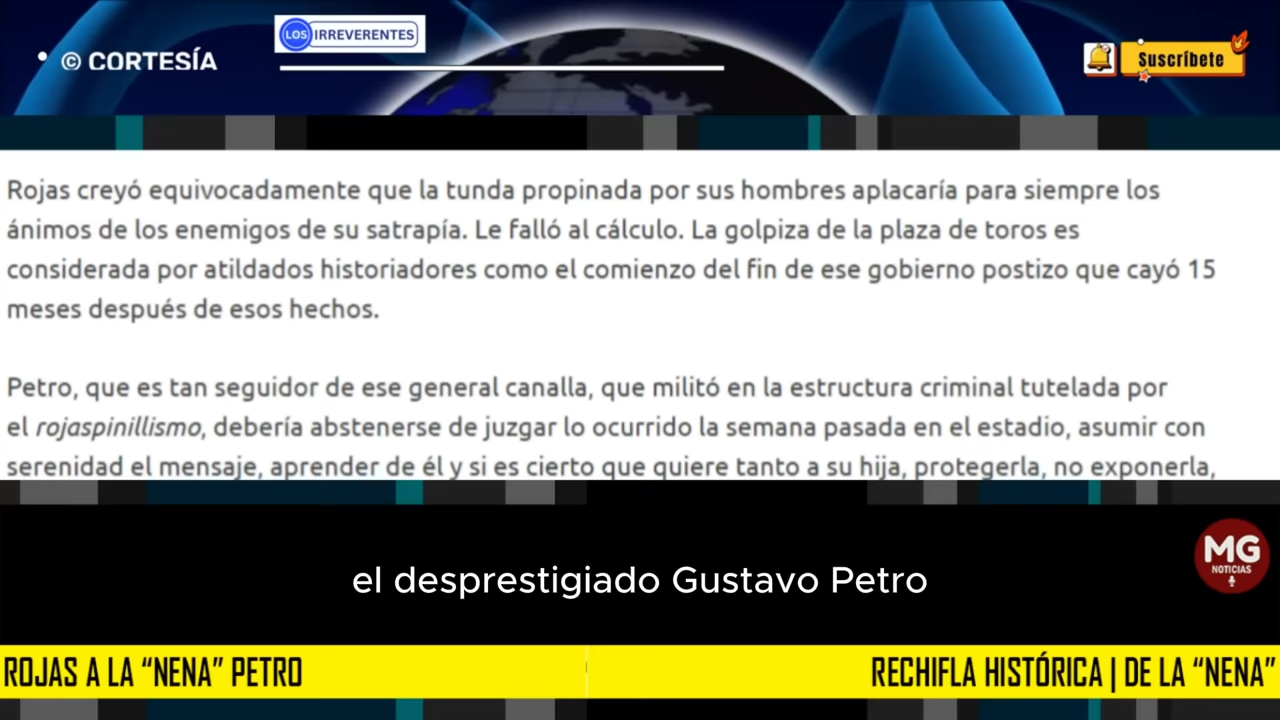 © CORTESÍA
LOS IRREVERENTES
Suscríbete
Rojas creyó equivocadamente que la tunda propinada por sus hombres aplacaría para siempre los
ánimos de los enemigos de su satrapía. Le falló al cálculo. La golpiza de la plaza de toros es
considerada por atildados historiadores como el comienzo del fin de ese gobierno postizo que cayó 15
meses después de esos hechos.
Petro, que es tan seguidor de ese general canalla, que militó en la estructura criminal tutelada por
el rojaspinillismo, debería abstenerse de juzgar lo ocurrido la semana pasada en el estadio, asumir con
serenidad el mensaje, aprender de él y si es cierto que quiere tanto a su hija, protegerla, no exponerla,
MG
NOTICIAS
el desprestigiado Gustavo Petro
ROJAS A LA “NENA” PETRO
RECHIFLA HISTÓRICA | DE LA “NENA”